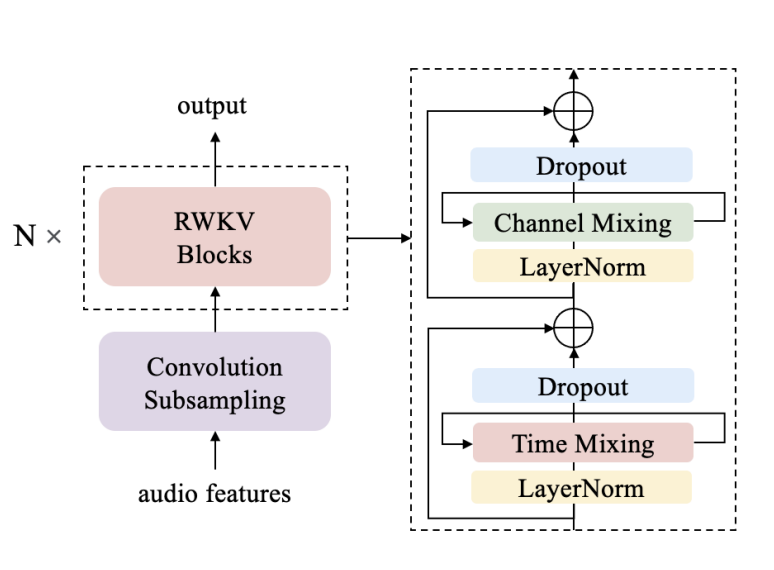 output
N ×
RWKV
Blocks
Convolution
Subsampling
audio features
Dropout
Channel Mixing
LayerNorm
Dropout
Time Mixing
LayerNorm